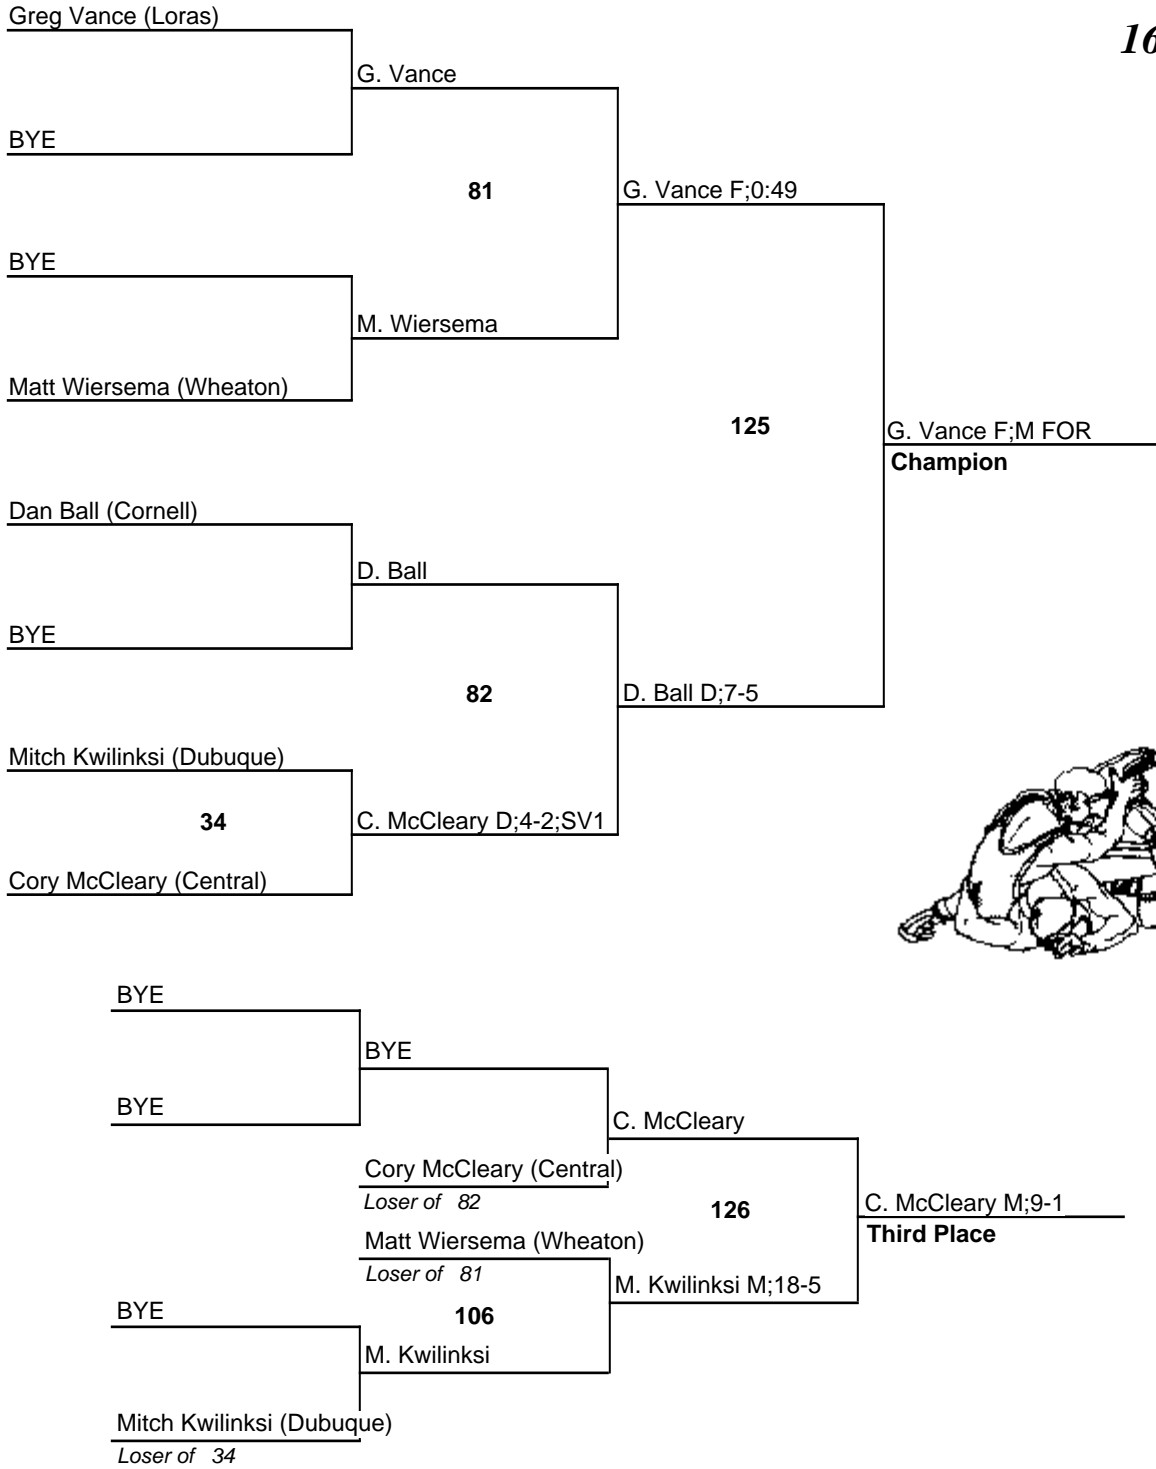 Greg Vance (Loras)
16
G. Vance
BYE
81
G. Vance F;0:49
BYE
M. Wiersema
Matt Wiersema (Wheaton)
125
G. Vance F;M FOR
Champion
Dan Ball (Cornell)
D. Ball
BYE
82
D. Ball D;7-5
Mitch Kwilinksi (Dubuque)
34
C. McCleary D;4-2;SV1
Cory McCleary (Central)
BYE
BYE
BYE
C. McCleary
Cory McCleary (Central)
Loser of 82
126
C. McCleary M;9-1
Third Place
Matt Wiersema (Wheaton)
Loser of 81
M. Kwilinksi M;18-5
BYE
106
M. Kwilinksi
Mitch Kwilinksi (Dubuque)
Loser of 34